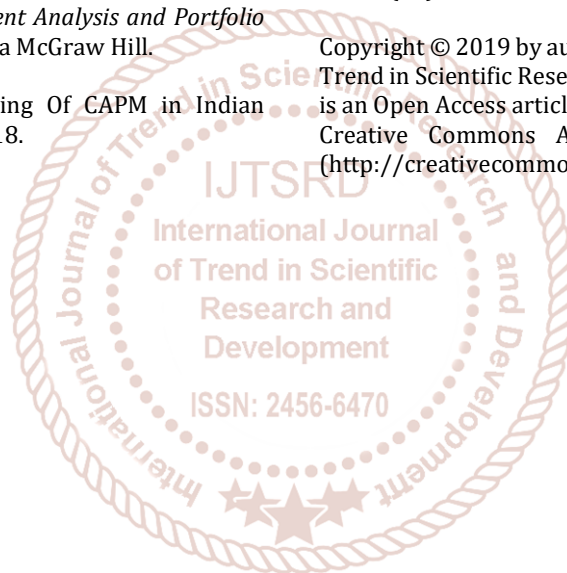 ent Analysis and Portfolio
a McGraw Hill.
ing Of CAPM in Indian
18.
Copyright © 2019 by au
Trend in Scientific Resea
is an Open Access articl
Creative Commons A
(http://creativecommo
International Journal of Trend in Scientific Research and Development
IJTSRD
International Journal
of Trend in Scientific
Research and
Development
ISSN: 2456-6470